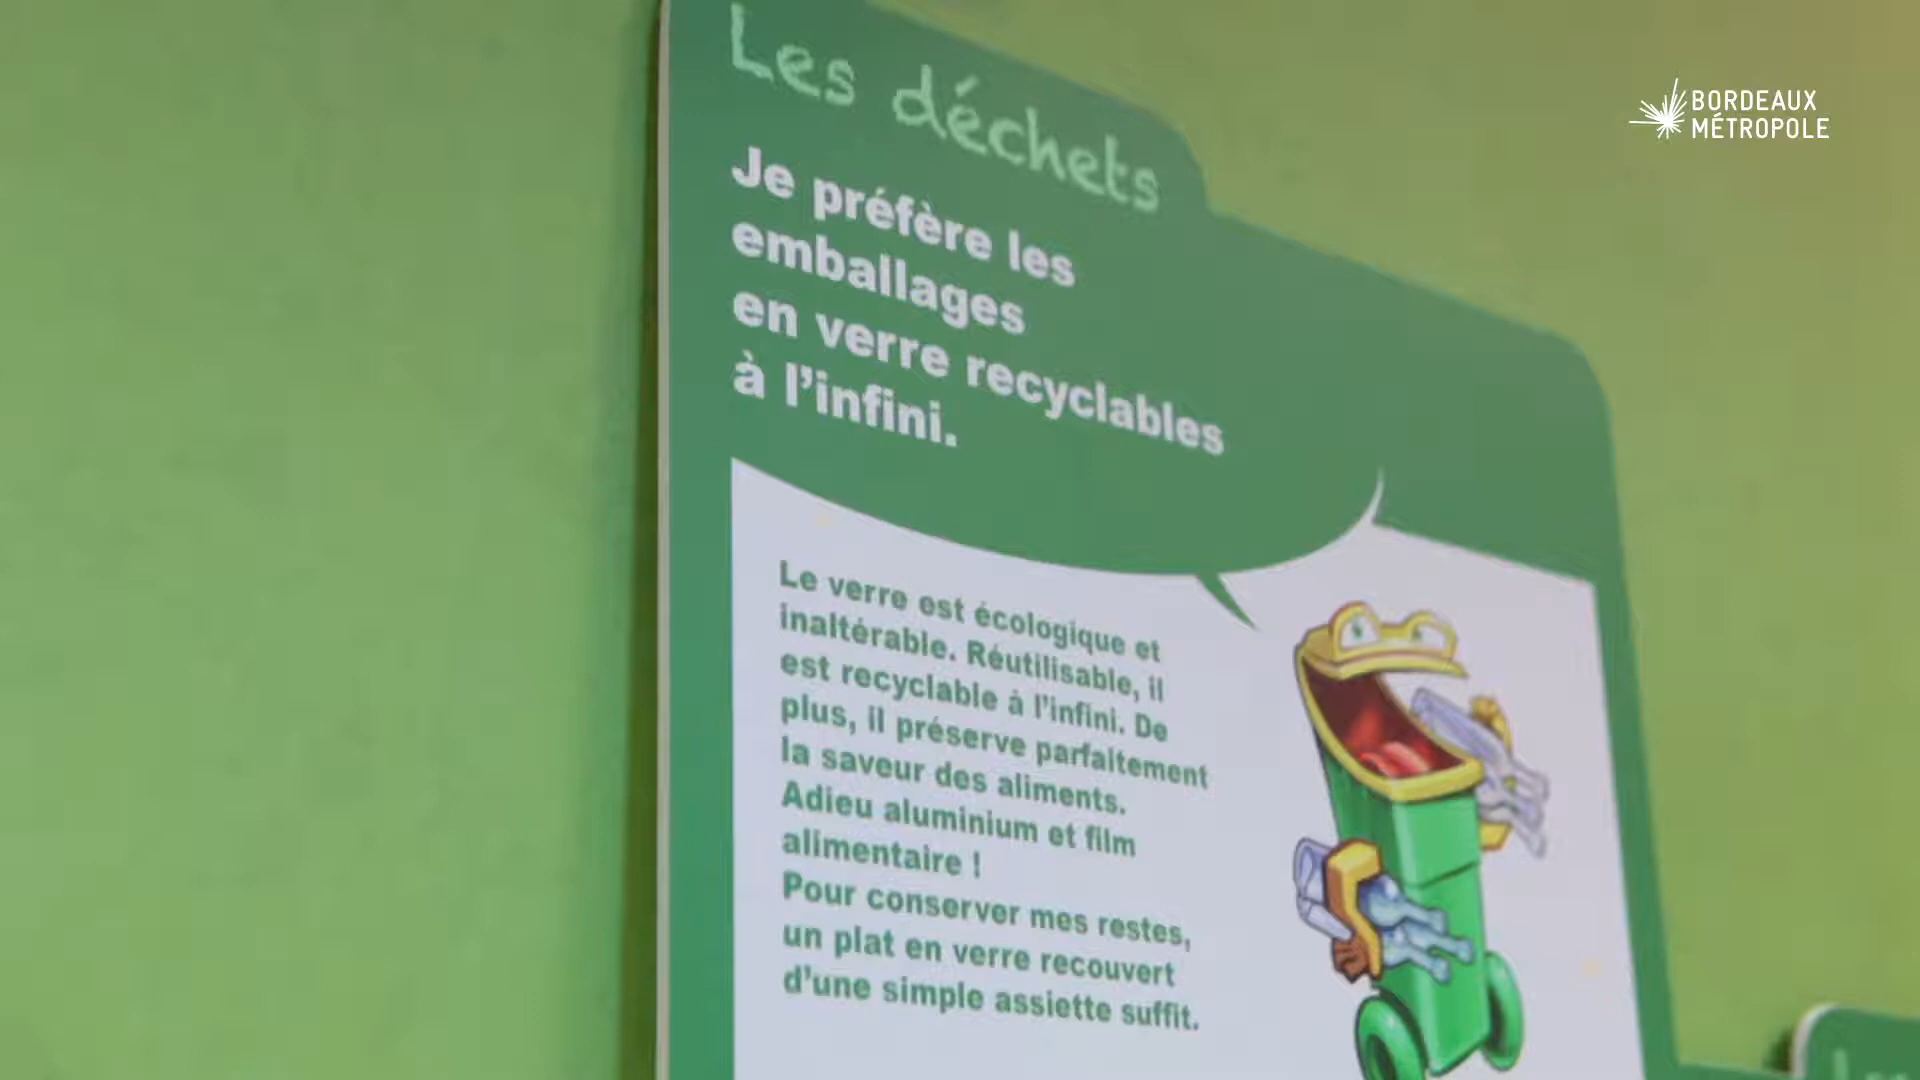 Les déchets
Je préfère les
emballages
en verre recyclables
à l'infini.
Le verre est écologique et
inaltérable. Réutilisable, il
est recyclable à l'infini. De
plus, il préserve parfaitement
la saveur des aliments.
Adieu aluminium et film
alimentaire !
Pour conserver mes restes,
un plat en verre recouvert
d'une simple assiette suffit.
BORDEAUX
MÉTROPOLE